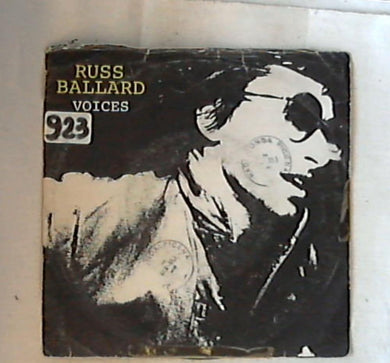 RUSS
BALLARD
VOICES
923